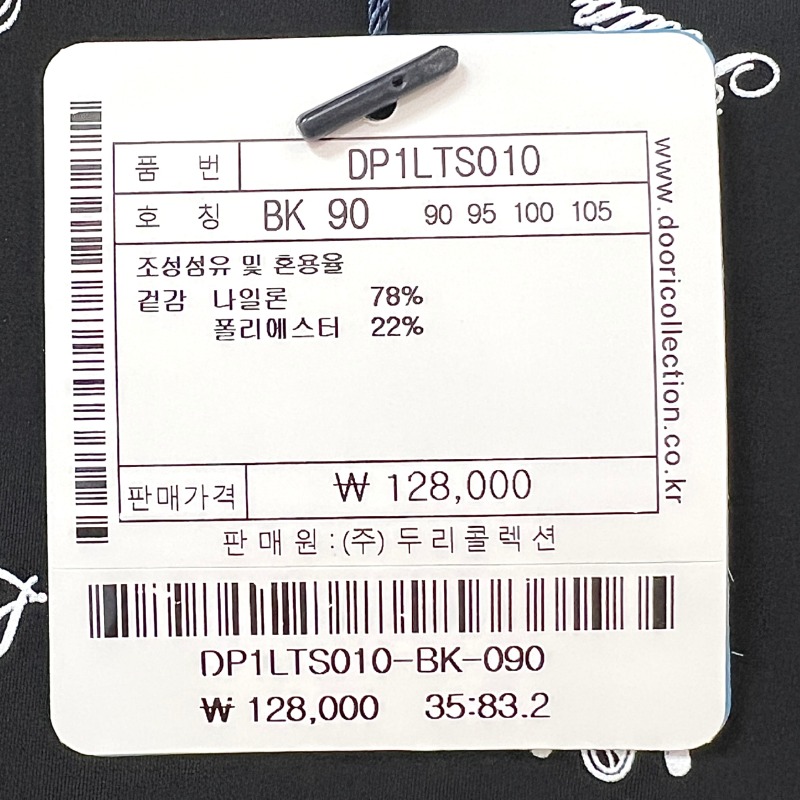 품 번 DP1LTS010
호 칭 BK 90 90 95 100 105
조성섬유 및 혼용율
겉감 나일론 78%
폴리에스터 22%
판매가격 ₩ 128,000
판 매 원 : (주) 두 리 콜 렉 션
www.dooricollection.co.kr
DP1LTS010-BK-090
₩ 128,000 35:83.2